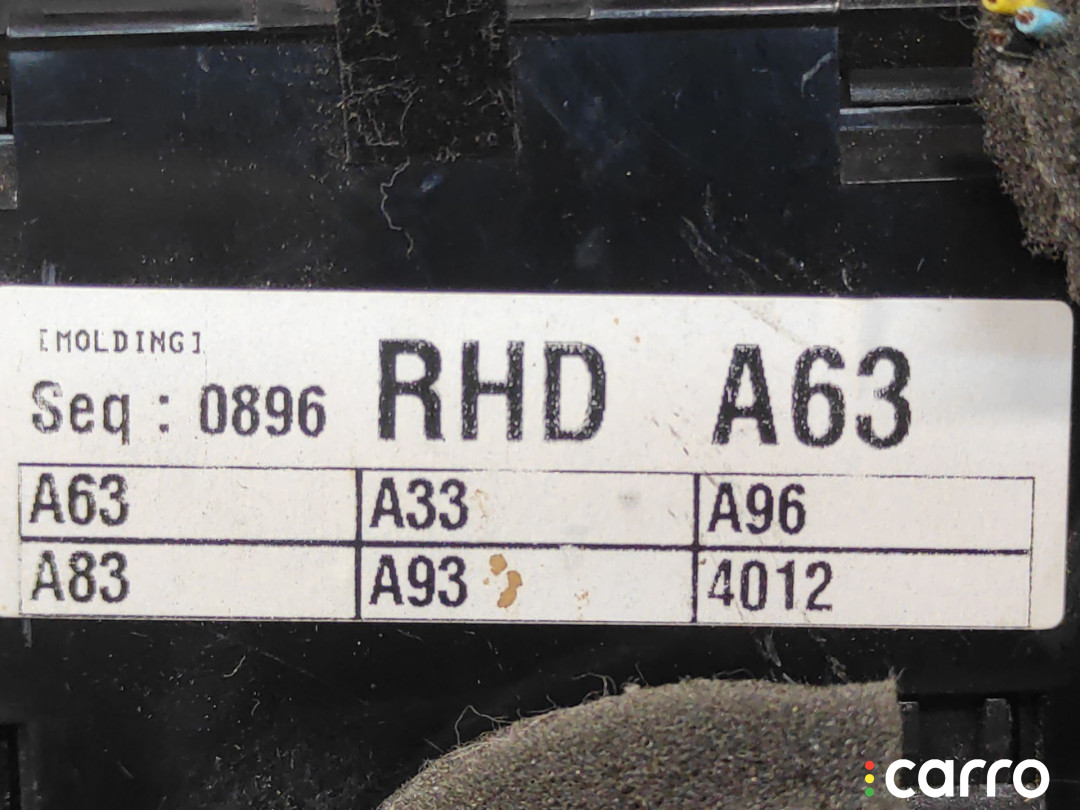 [MOLDING]
Seq : 0896 RHD A63
A63 A33 A96
A83 A93 4012
carro